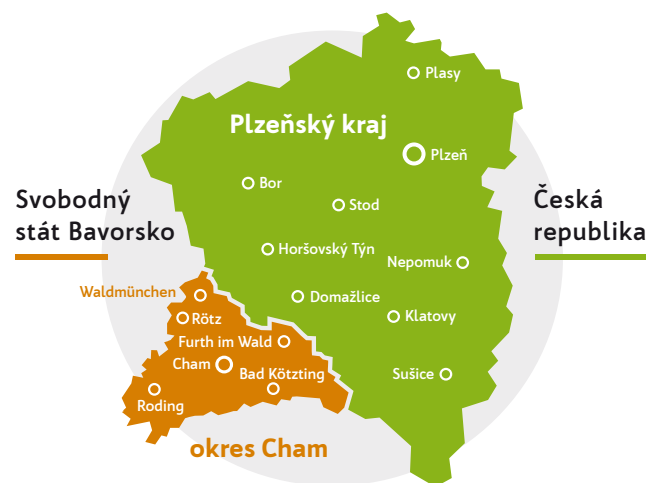 Plasy
Plzeňský kraj
Plzeň
Bor
Svobodný
stát Bavorsko
Stod
Česká
republika
Horšovský Týn
Nepomuk
Waldmünchen
Domažlice
Rötz
Klatovy
Furth im Wald
Cham
Bad Kötzting
Sušice
Roding
okres Cham